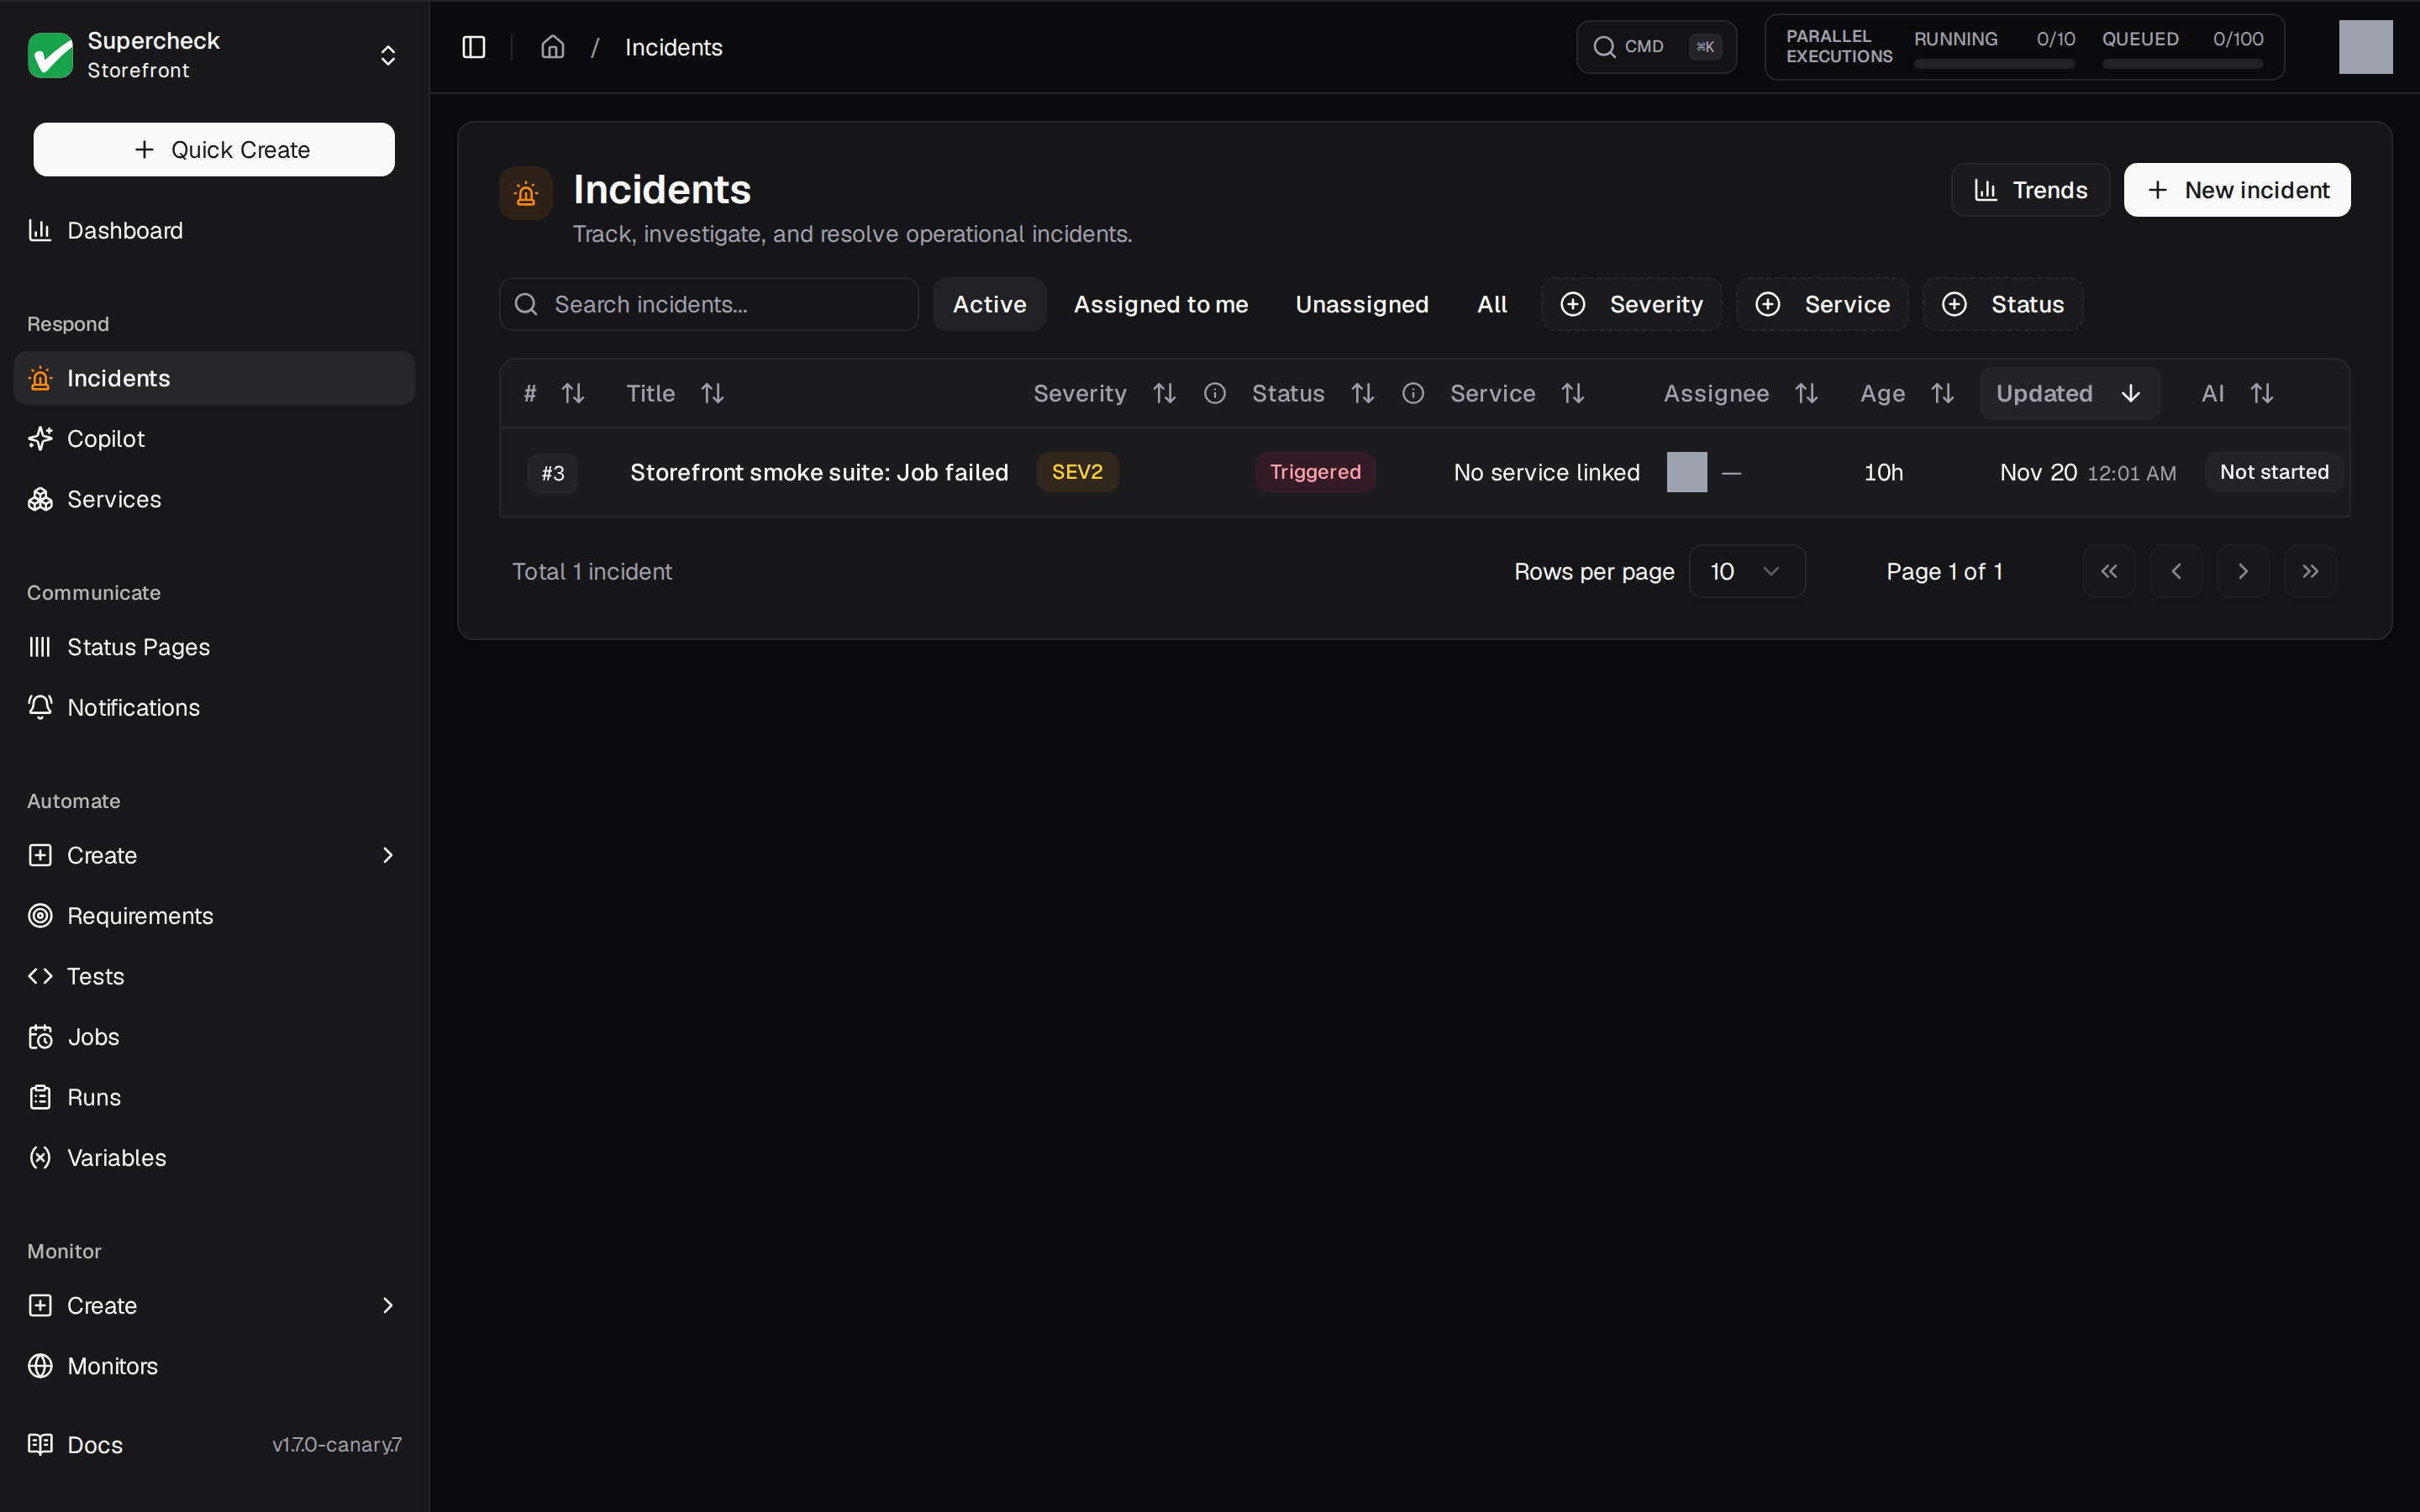 Supercheck
Storefront
Quick Create
Dashboard
Respond
Incidents
Copilot
Services
Communicate
Status Pages
Notifications
Automate
Create
Requirements
Tests
Jobs
Runs
Variables
Monitor
Create
Monitors
Docs v1.7.0-canary.7
/ Incidents
CMD ⌘K
PARALLEL EXECUTIONS
RUNNING 0/10 QUEUED 0/100
Incidents
Track, investigate, and resolve operational incidents.
Trends New incident
Search incidents... Active Assigned to me Unassigned All Severity Service Status
# Title Severity Status Service Assignee Age Updated AI
#3 Storefront smoke suite: Job failed SEV2 Triggered No service linked — 10h Nov 20 12:01 AM Not started
Total 1 incident Rows per page 10 Page 1 of 1